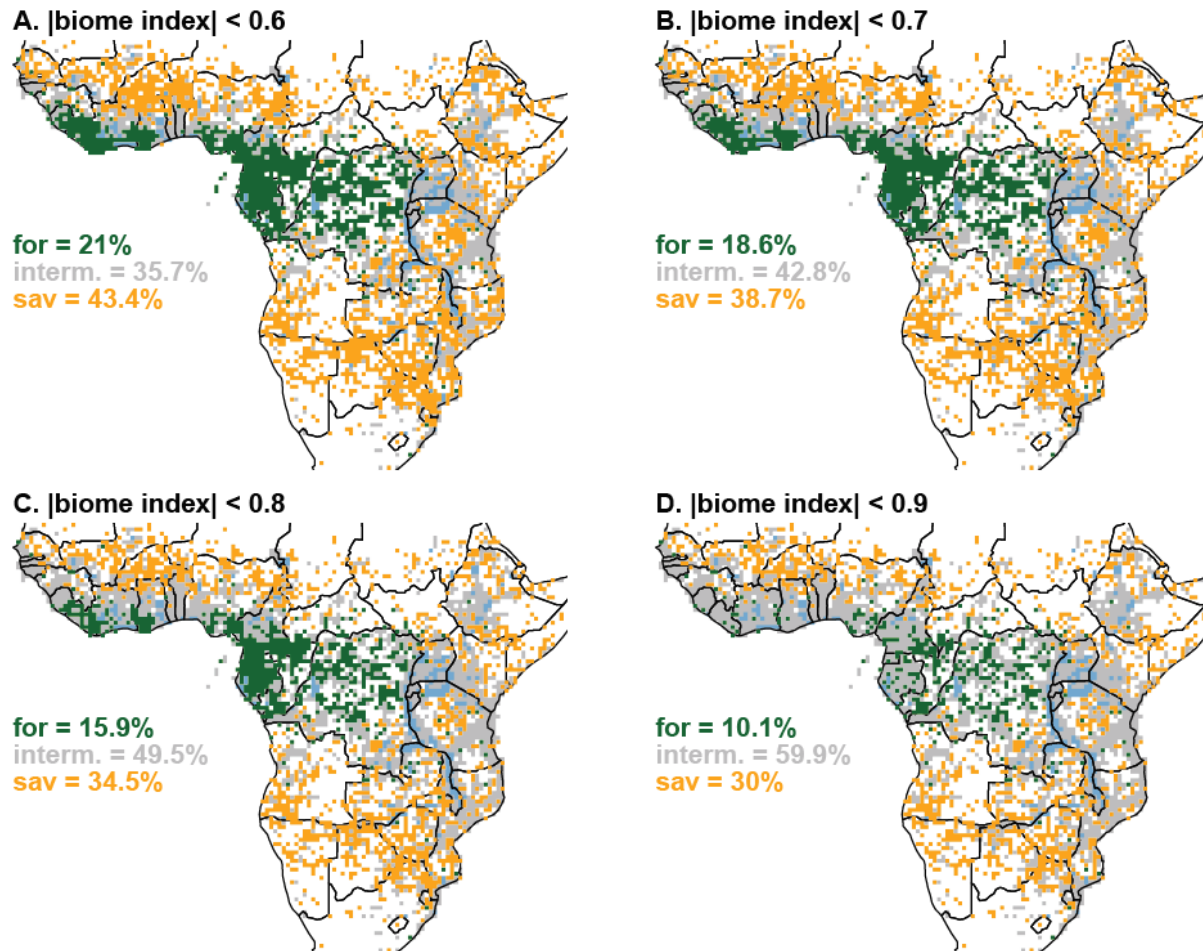 A. |biome index| < 0.6
for = 21%
interm. = 35.7%
sav = 43.4%
B. |biome index| < 0.7
for = 18.6%
interm. = 42.8%
sav = 38.7%
C. |biome index| < 0.8
for = 15.9%
interm. = 49.5%
sav = 34.5%
D. |biome index| < 0.9
for = 10.1%
interm. = 59.9%
sav = 30%